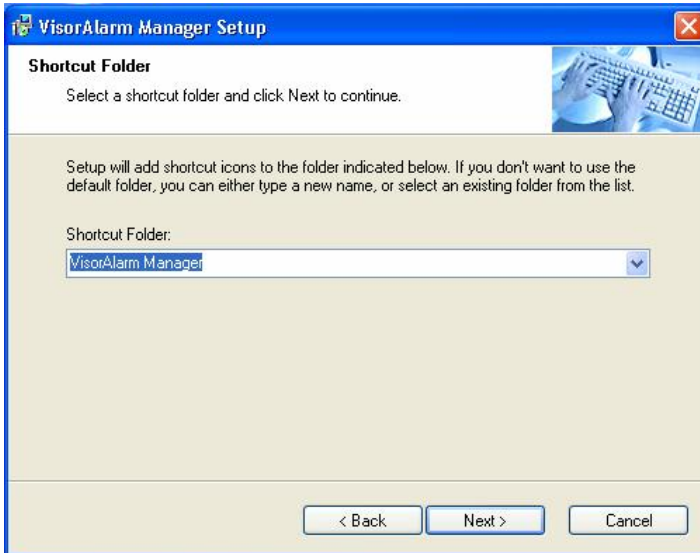 VisorAlarm Manager Setup
Shortcut Folder
Select a shortcut folder and click Next to continue.
Setup will add shortcut icons to the folder indicated below. If you don't want to use the
default folder, you can either type a new name, or select an existing folder from the list.
Shortcut Folder:
VisorAlarm Manager
< Back
Next >
Cancel